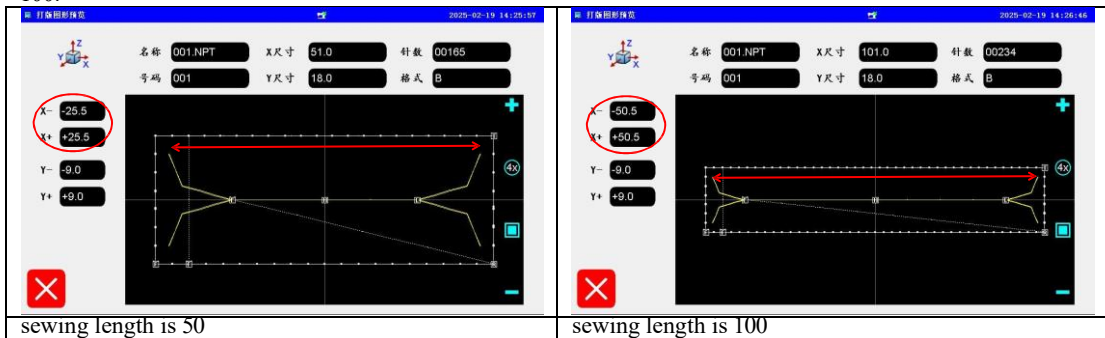 100.
打版图形预览 2025-02-19 14:25:57
Z
Y X
名称 001.NPT X尺寸 51.0 针数 00165
号码 001 Y尺寸 18.0 格式 B
X- -25.5
X+ +25.5
Y- -9.0
Y+ +9.0
4x
sewing length is 50
打版图形预览 2025-02-19 14:26:46
Z
Y X
名称 001.NPT X尺寸 101.0 针数 00234
号码 001 Y尺寸 18.0 格式 B
X- -50.5
X+ +50.5
Y- -9.0
Y+ +9.0
4x
sewing length is 100